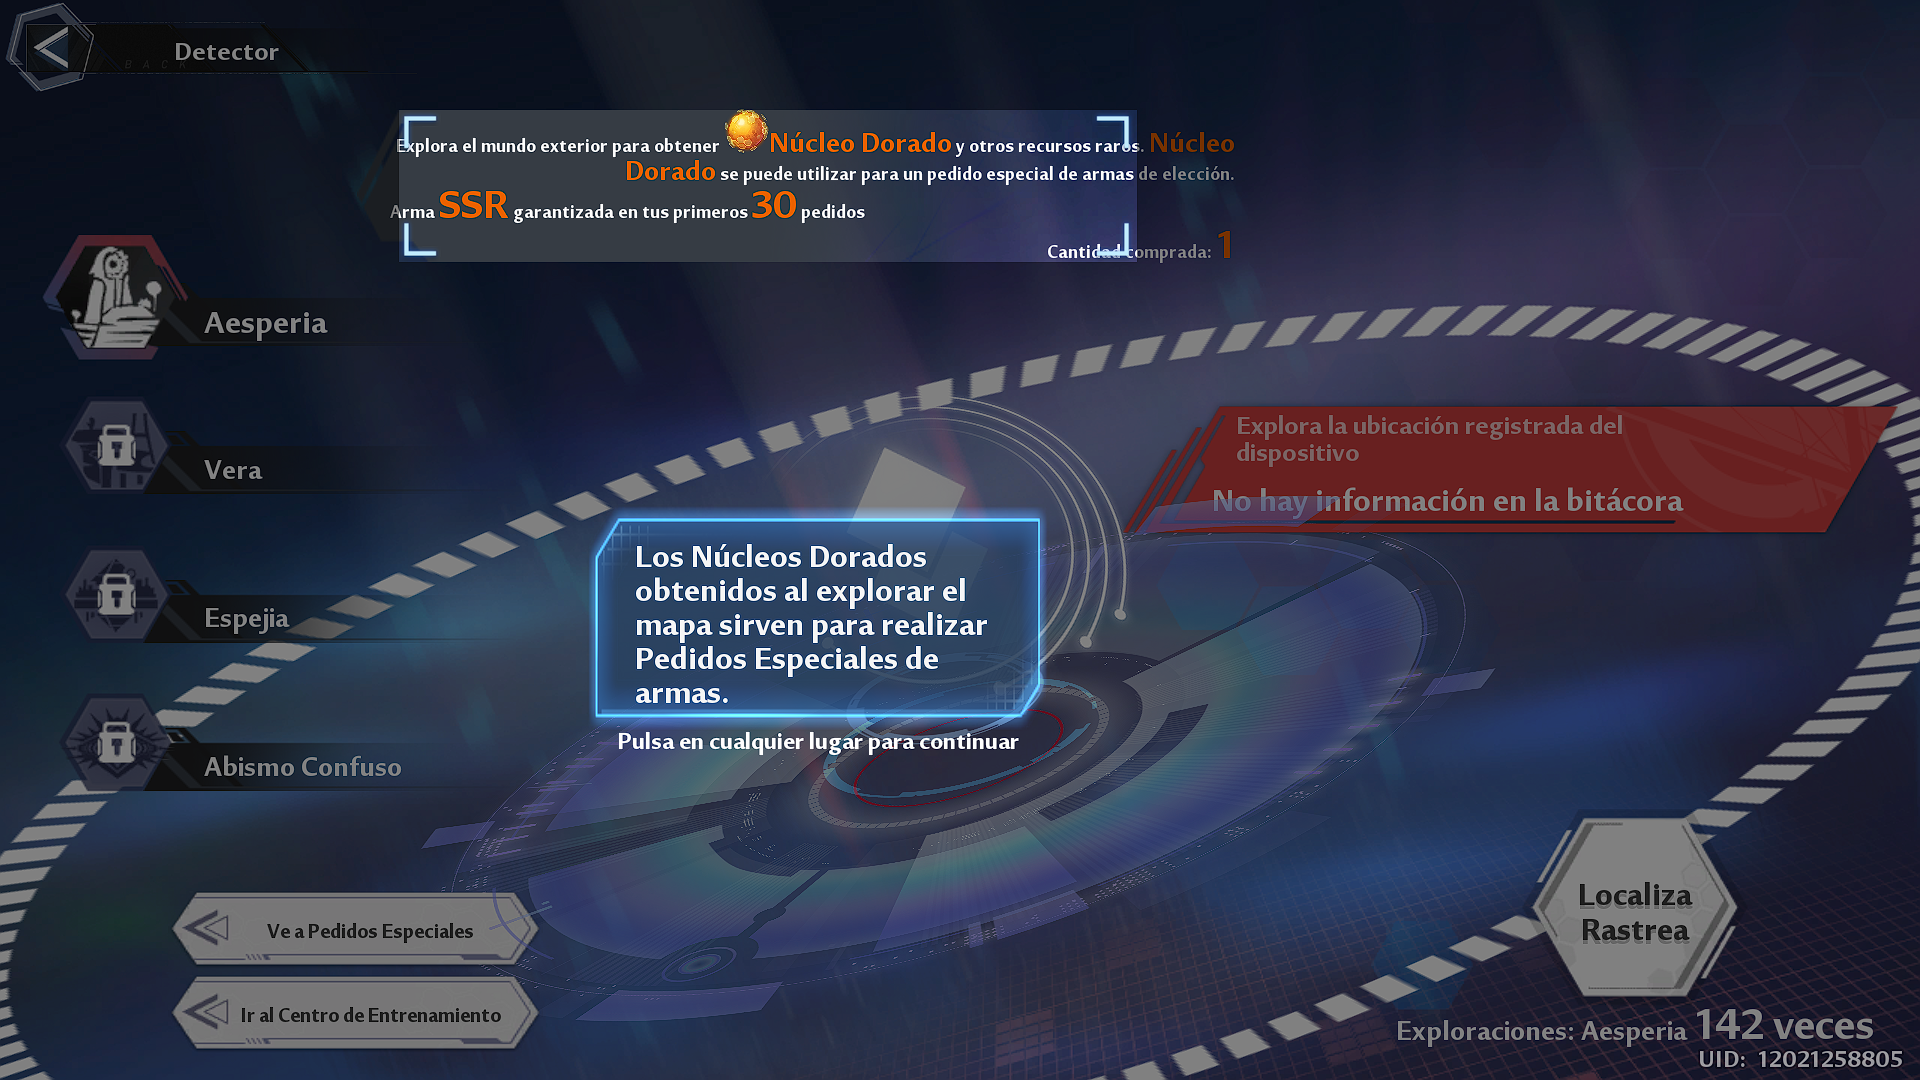 Detector
BACK
Explora el mundo exterior para obtener Núcleo Dorado y otros recursos raros. Núcleo
Dorado se puede utilizar para un pedido especial de armas de elección.
Arma SSR garantizada en tus primeros 30 pedidos
Cantidad comprada: 1
Aesperia
Vera
Espejia
Abismo Confuso
Explora la ubicación registrada del
dispositivo
No hay información en la bitácora
Los Núcleos Dorados
obtenidos al explorar el
mapa sirven para realizar
Pedidos Especiales de
armas.
Pulsa en cualquier lugar para continuar
Ve a Pedidos Especiales
Ir al Centro de Entrenamiento
Localiza
Rastrea
Exploraciones: Aesperia 142 veces
UID: 12021258805